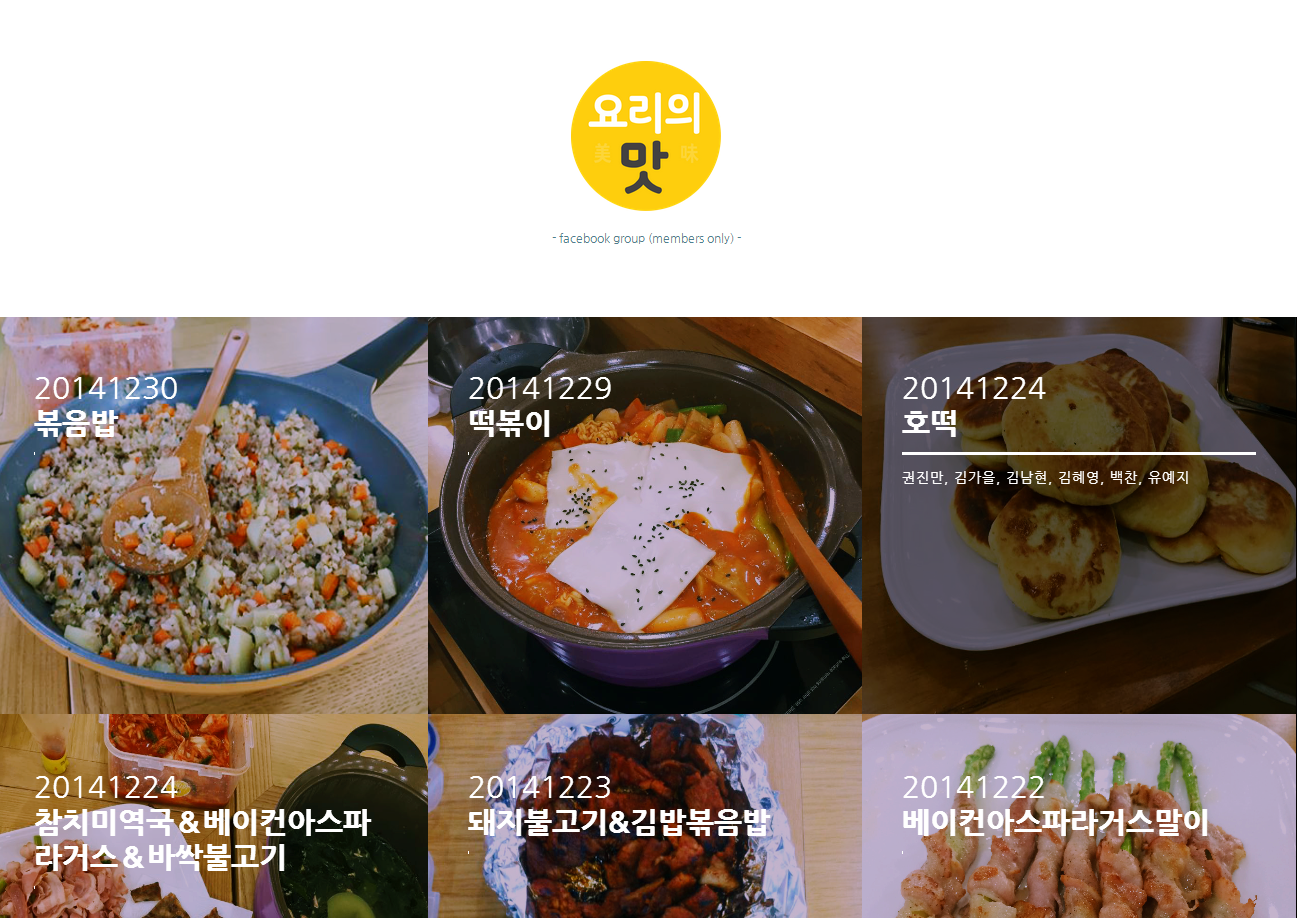 요리의
美 맛 味
- facebook group (members only) -
20141230
볶음밥
20141229
떡볶이
20141224
호떡
권진만, 김가을, 김남현, 김혜영, 백찬, 유예지
20141224
참치미역국&베이컨아스파
라거스&바싹불고기
20141223
돼지불고기&김밥볶음밥
20141222
베이컨아스파라거스말이